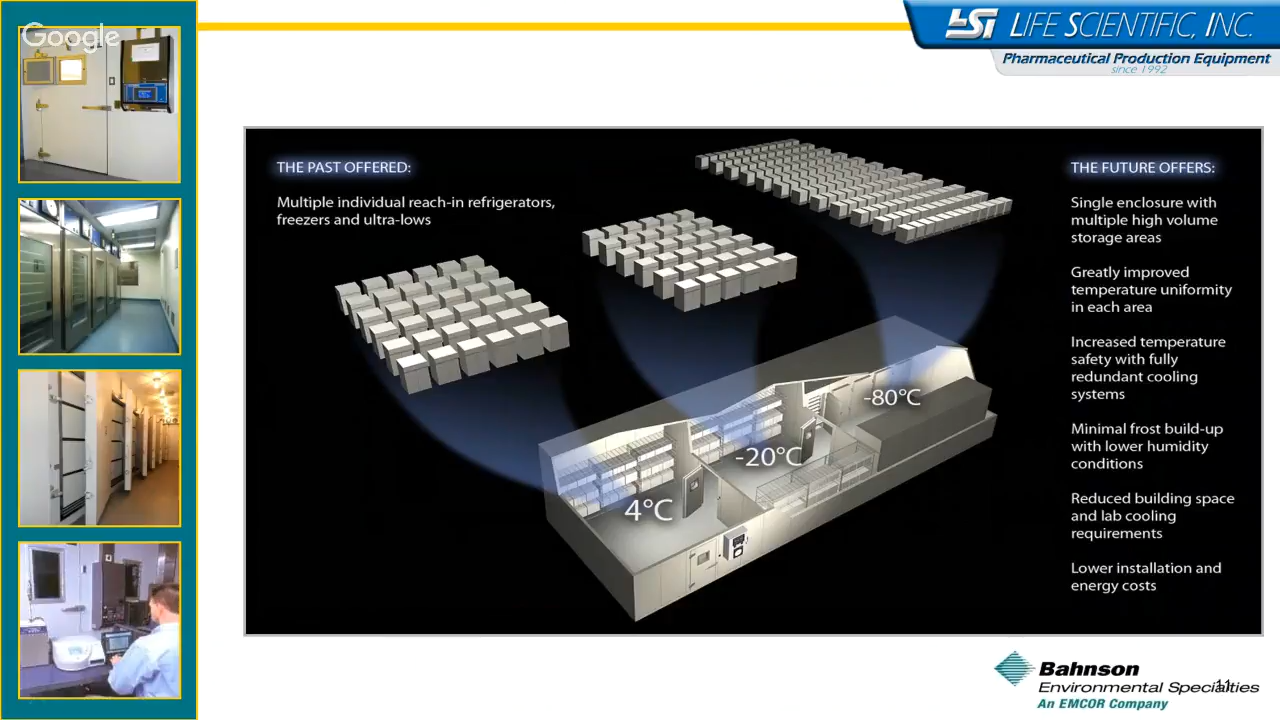 Google
LSI LIFE SCIENTIFIC, INC.
Pharmaceutical Production Equipment
since 1992
THE PAST OFFERED:
Multiple individual reach-in refrigerators,
freezers and ultra-lows
THE FUTURE OFFERS:
Single enclosure with
multiple high volume
storage areas
Greatly improved
temperature uniformity
in each area
Increased temperature
safety with fully
redundant cooling
systems
Minimal frost build-up
with lower humidity
conditions
Reduced building space
and lab cooling
requirements
Lower installation and
energy costs
-80°C
-20°C
4°C
Bahnson
Environmental Specialties
An EMCOR Company
11